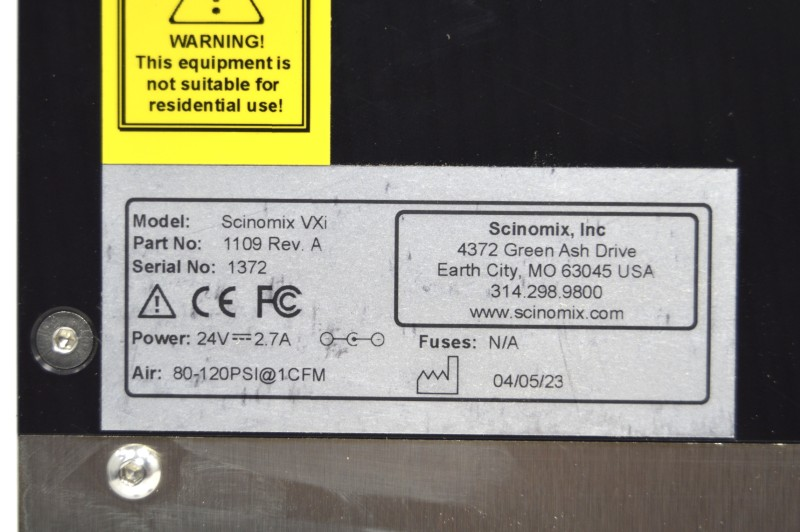 WARNING!
This equipment is
not suitable for
residential use!
Model: Scinomix VXi
Part No: 1109 Rev. A
Serial No: 1372
CE FC
Power: 24V⎓2.7A
Air: 80-120PSI@1CFM
Scinomix, Inc
4372 Green Ash Drive
Earth City, MO 63045 USA
314.298.9800
www.scinomix.com
Fuses: N/A
04/05/23